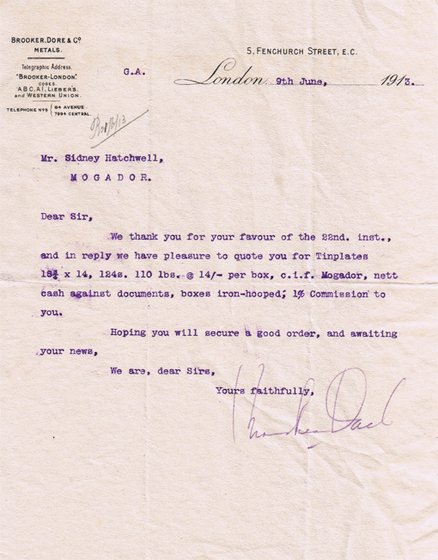 BROOKER, DORE & Cº
METALS.
Telegraphic Address.
"BROOKER-LONDON."
CODES.
A.B.C., A.I., LIEBER'S
AND WESTERN UNION.
TELEPHONE Nºs 64 AVENUE
7994 CENTRAL.
5, FENCHURCH STREET, E.C.
G.A.
London, 9th June, 1913.
Mr. Sidney Hatchwell,
MOGADOR.
Dear Sir,
We thank you for your favour of the 22nd. inst.,
and in reply we have pleasure to quote you for Tinplates
18¾ x 14, 124s. 110 lbs. @ 14/- per box, c.i.f. Mogador, nett
cash against documents, boxes iron-hooped; 1% Commission to
you.
Hoping you will secure a good order, and awaiting
your news,
We are, dear Sirs,
Yours faithfully,